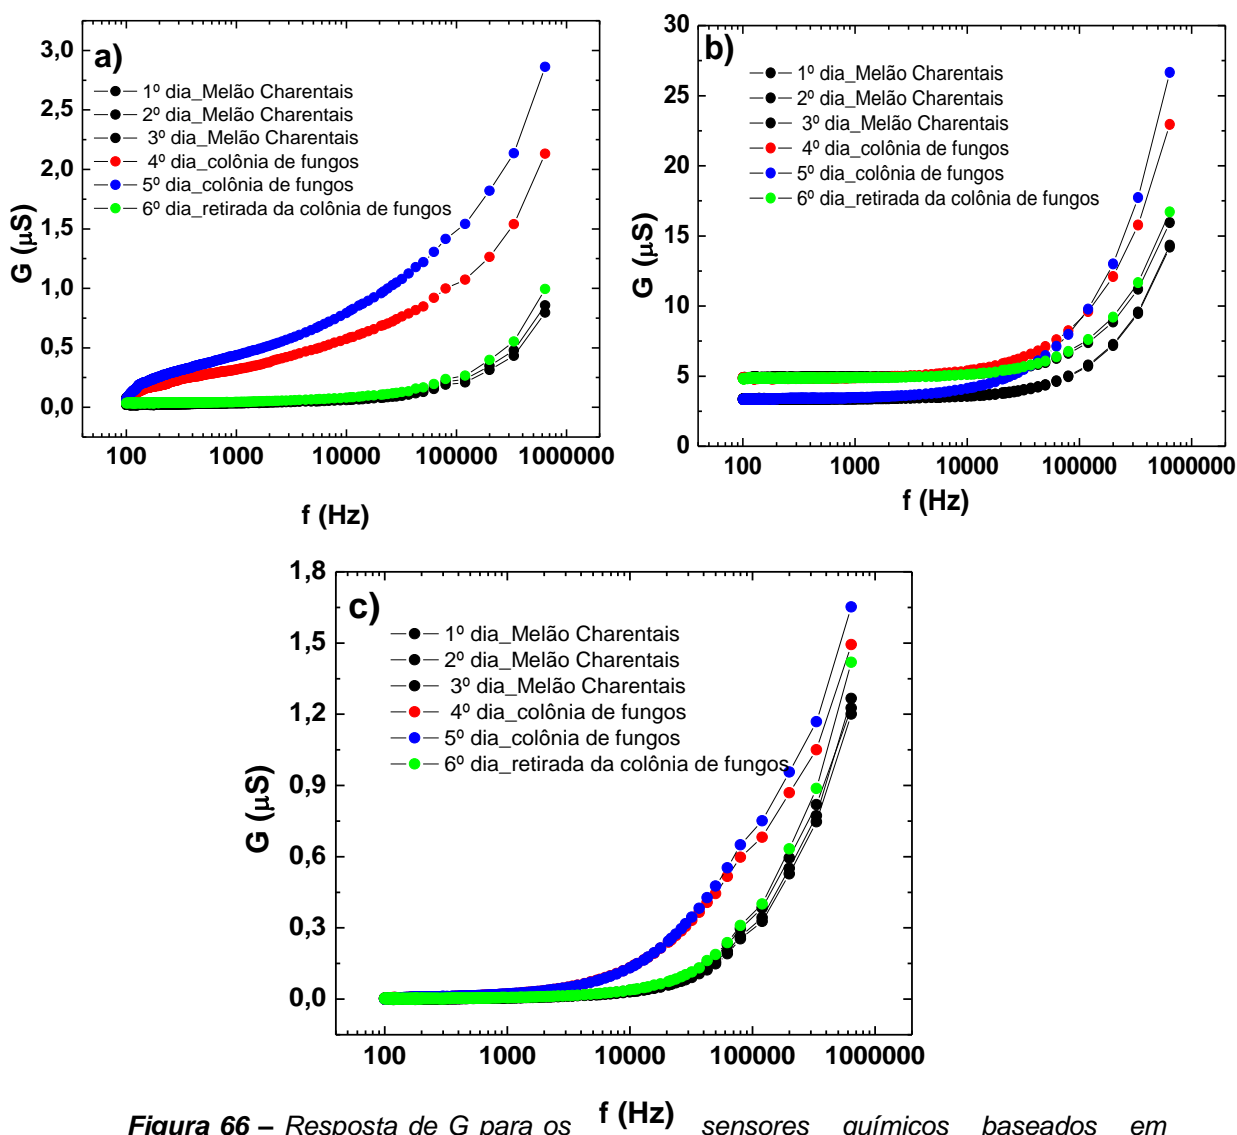 a)
3,0
2,5
2,0
1,5
1,0
0,5
0,0
G (µS)
1º dia_Melão Charentais
2º dia_Melão Charentais
3º dia_Melão Charentais
4º dia_colônia de fungos
5º dia_colônia de fungos
6º dia_retirada da colônia de fungos
100 1000 10000 100000 1000000
f (Hz)
b)
30
25
20
15
10
5
0
G (µS)
1º dia_Melão Charentais
2º dia_Melão Charentais
3º dia_Melão Charentais
4º dia_colônia de fungos
5º dia_colônia de fungos
6º dia_retirada da colônia de fungos
100 1000 10000 100000 1000000
f (Hz)
c)
1,8
1,5
1,2
0,9
0,6
0,3
0,0
G (µS)
1º dia_Melão Charentais
2º dia_Melão Charentais
3º dia_Melão Charentais
4º dia_colônia de fungos
5º dia_colônia de fungos
6º dia_retirada da colônia de fungos
100 1000 10000 100000 1000000
f (Hz)
Figura 66 – Resposta de G para os sensores químicos baseados em